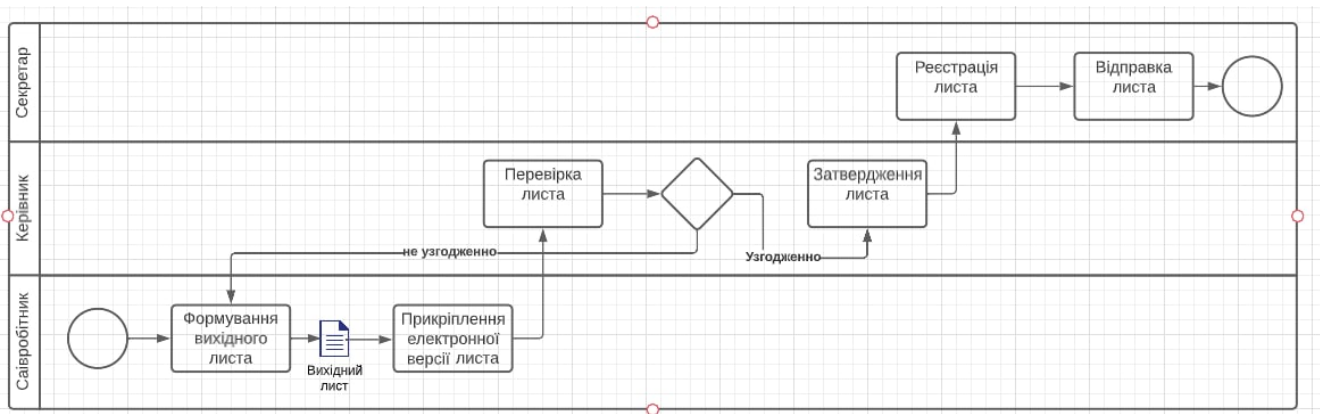 Секретар
Реєстрація
листа
Відправка
листа
Керівник
Перевірка
листа
Затвердження
листа
не узгодженно
Узгодженно
Саівробітник
Формування
вихідного
листа
Вихідний
лист
Прикріплення
електронної
версії листа